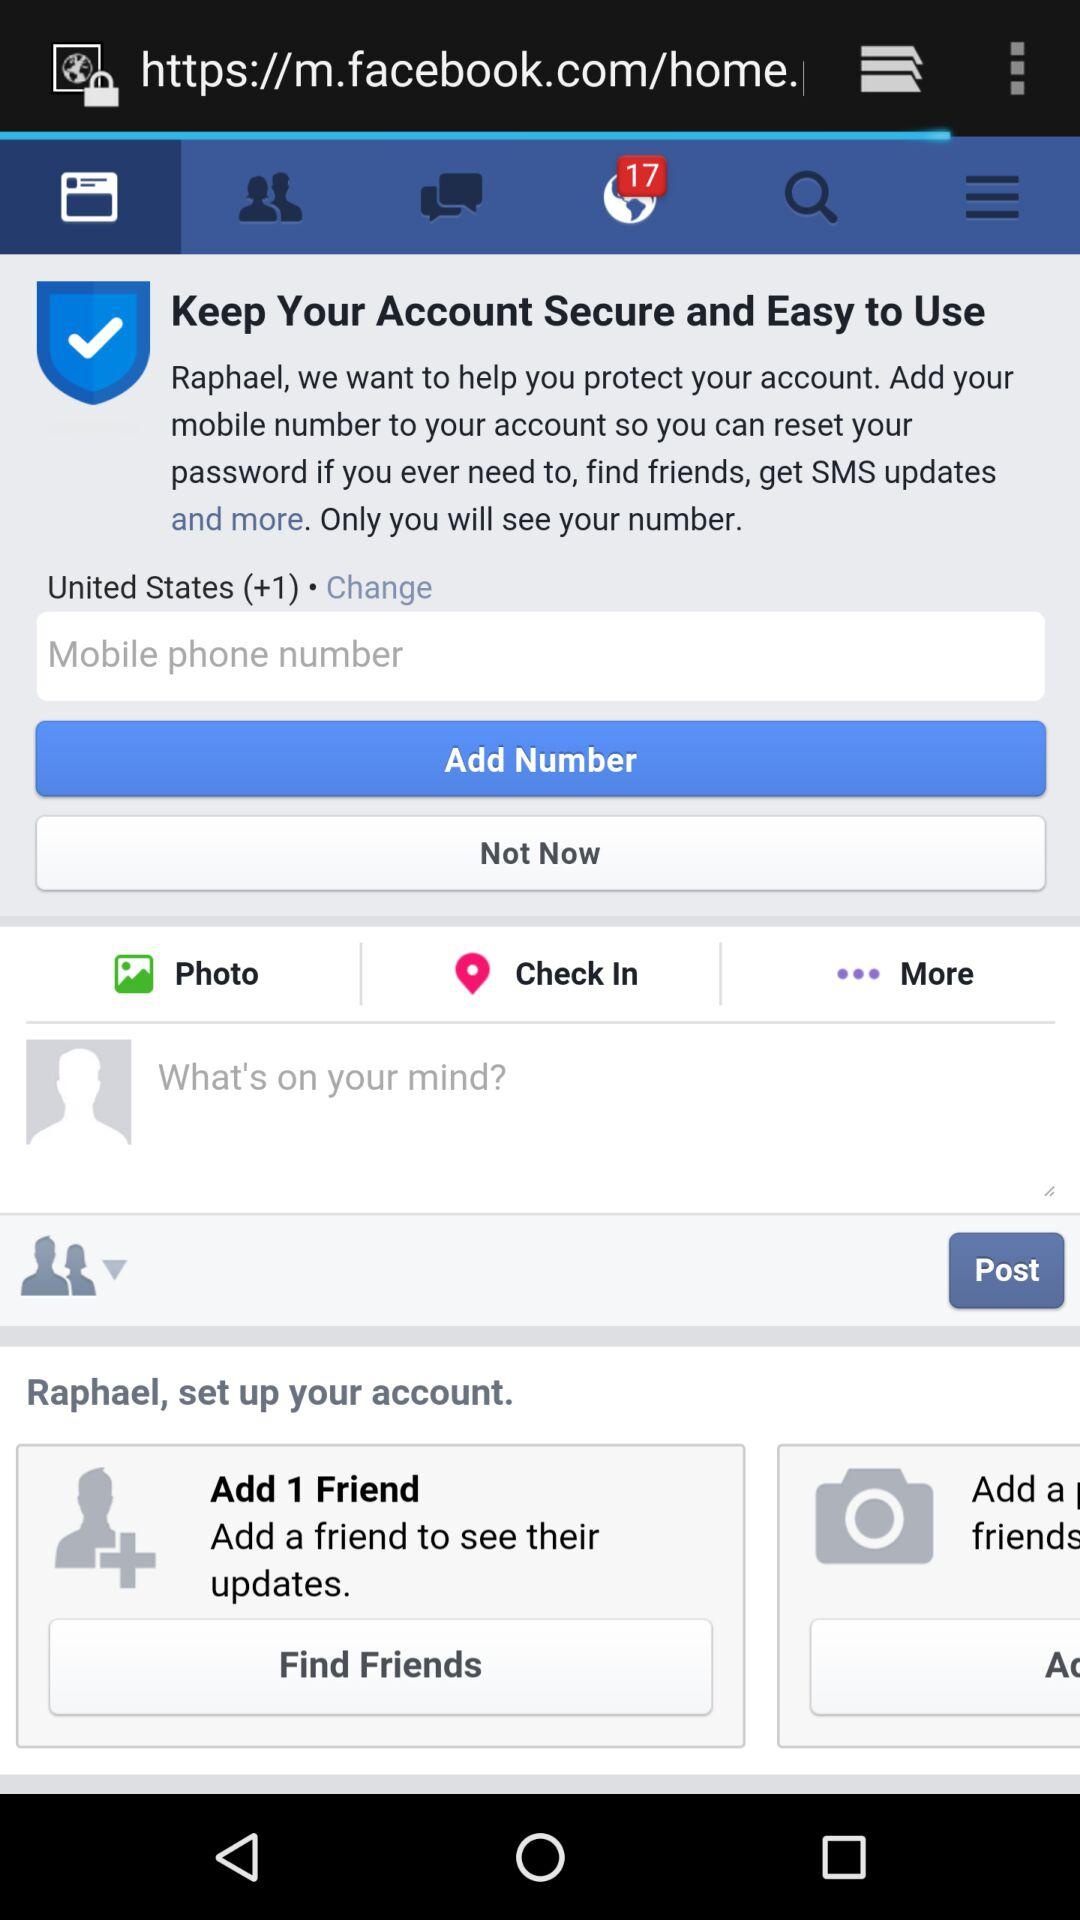 https://m.facebook.com/home.
17
Keep Your Account Secure and Easy to Use
Raphael, we want to help you protect your account. Add your
mobile number to your account so you can reset your
password if you ever need to, find friends, get SMS updates
and more. Only you will see your number.
United States (+1) • Change
Mobile phone number
Add Number
Not Now
Photo
Check In
More
What's on your mind?
Post
Raphael, set up your account.
Add 1 Friend
Add a friend to see their
updates.
Find Friends
Add a
friends